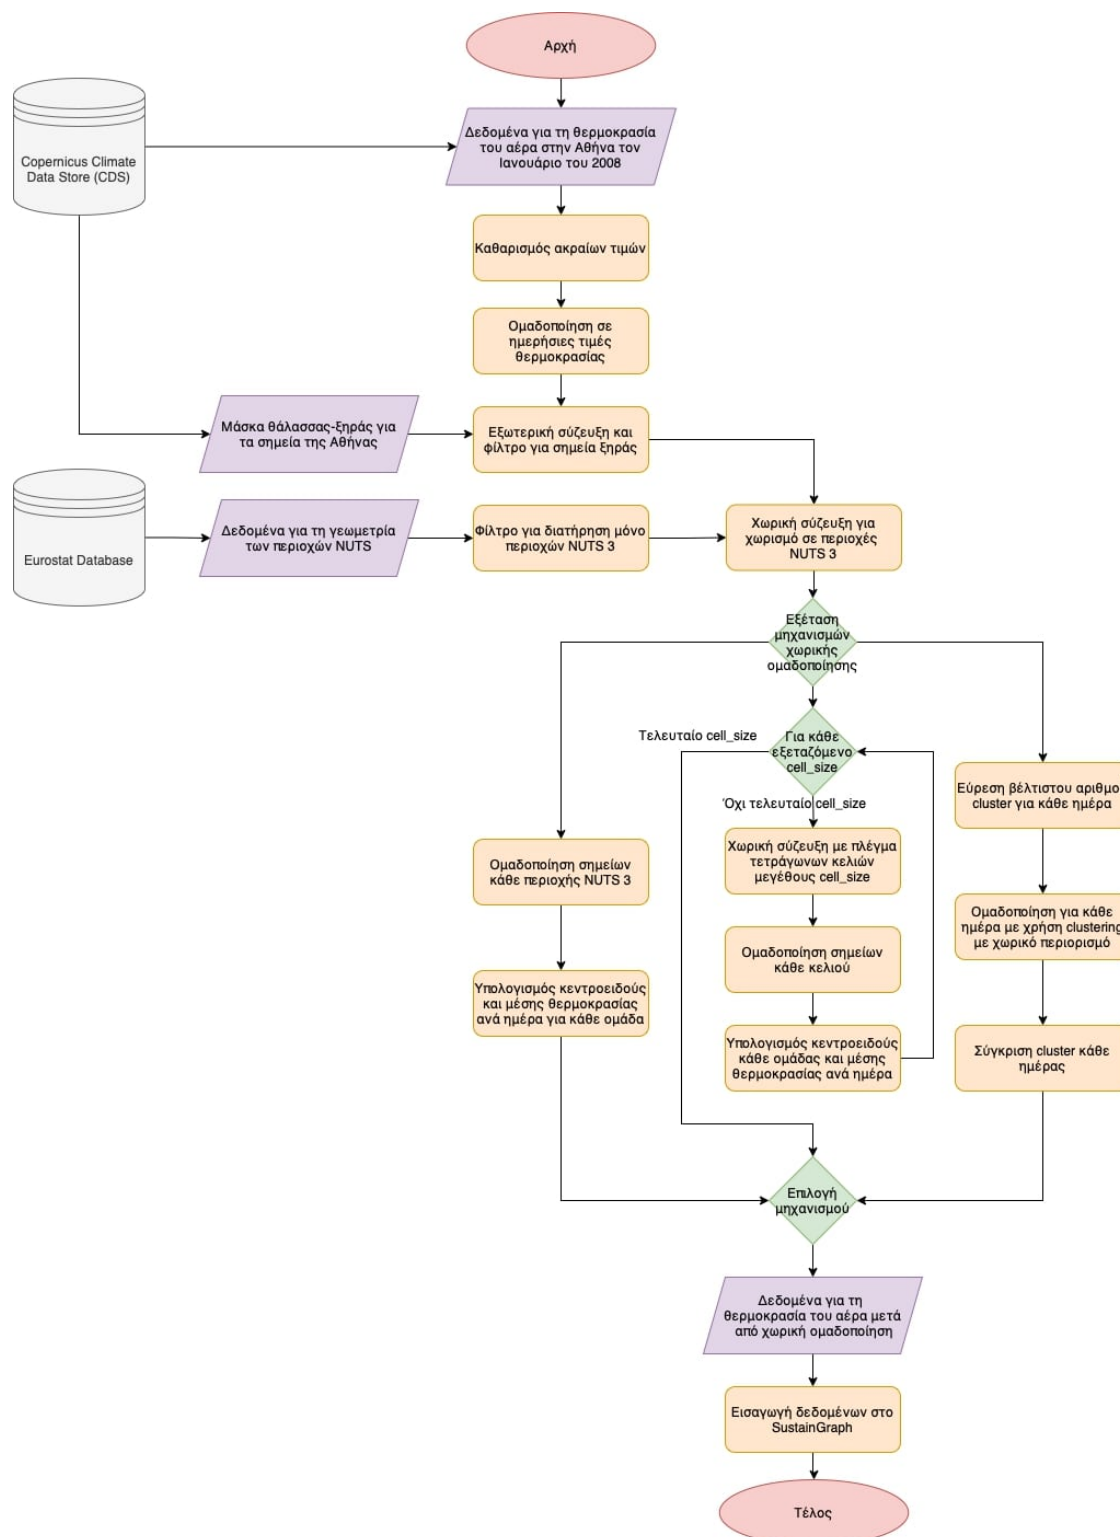 Αρχή
Copernicus Climate
Data Store (CDS)
Δεδομένα για τη θερμοκρασία
του αέρα στην Αθήνα τον
Ιανουάριο του 2008
Καθαρισμός ακραίων τιμών
Ομαδοποίηση σε
ημερήσιες τιμές
θερμοκρασίας
Μάσκα θάλασσας-ξηράς για
τα σημεία της Αθήνας
Εξωτερική σύζευξη και
φίλτρο για σημεία ξηράς
Eurostat Database
Δεδομένα για τη γεωμετρία
των περιοχών NUTS
Φίλτρο για διατήρηση μόνο
περιοχών NUTS 3
Χωρική σύζευξη για
χωρισμό σε περιοχές
NUTS 3
Εξέταση
μηχανισμών
χωρικής
ομαδοποίησης
Τελευταίο cell_size
Για κάθε
εξεταζόμενο
cell_size
Όχι τελευταίο cell_size
Εύρεση βέλτιστου αριθμο
cluster για κάθε ημέρα
Ομαδοποίηση σημείων
κάθε περιοχής NUTS 3
Χωρική σύζευξη με πλέγμα
τετράγωνων κελιών
μεγέθους cell_size
Ομαδοποίηση για κάθε
ημέρα με χρήση clustering
με χωρικό περιορισμό
Ομαδοποίηση σημείων
κάθε κελιού
Υπολογισμός κεντροειδούς
και μέσης θερμοκρασίας
ανά ημέρα για κάθε ομάδα
Υπολογισμός κεντροειδούς
κάθε ομάδας και μέσης
θερμοκρασίας ανά ημέρα
Σύγκριση cluster κάθε
ημέρας
Επιλογή
μηχανισμού
Δεδομένα για τη
θερμοκρασία του αέρα μετά
από χωρική ομαδοποίηση
Εισαγωγή δεδομένων στο
SustainGraph
Τέλος